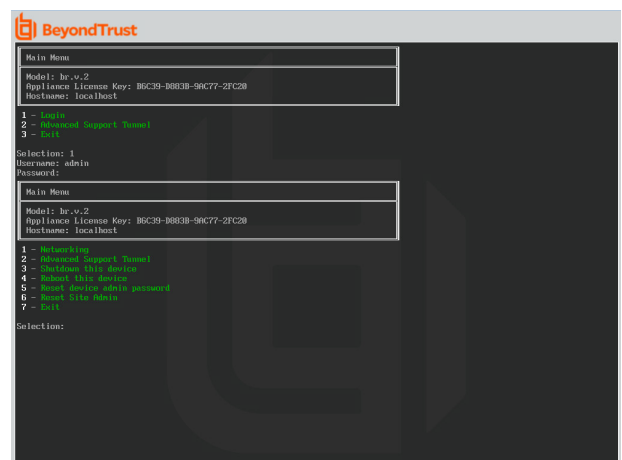 BeyondTrust
Main Menu
Model: br.v.2
Appliance License Key: B6C39-D883B-9AC77-2FC20
Hostname: localhost
1 - Login
2 - Advanced Support Tunnel
3 - Exit
Selection: 1
Username: admin
Password:
Main Menu
Model: br.v.2
Appliance License Key: B6C39-D883B-9AC77-2FC20
Hostname: localhost
1 - Networking
2 - Advanced Support Tunnel
3 - Shutdown this device
4 - Reboot this device
5 - Reset device admin password
6 - Reset Site Admin
7 - Exit
Selection: